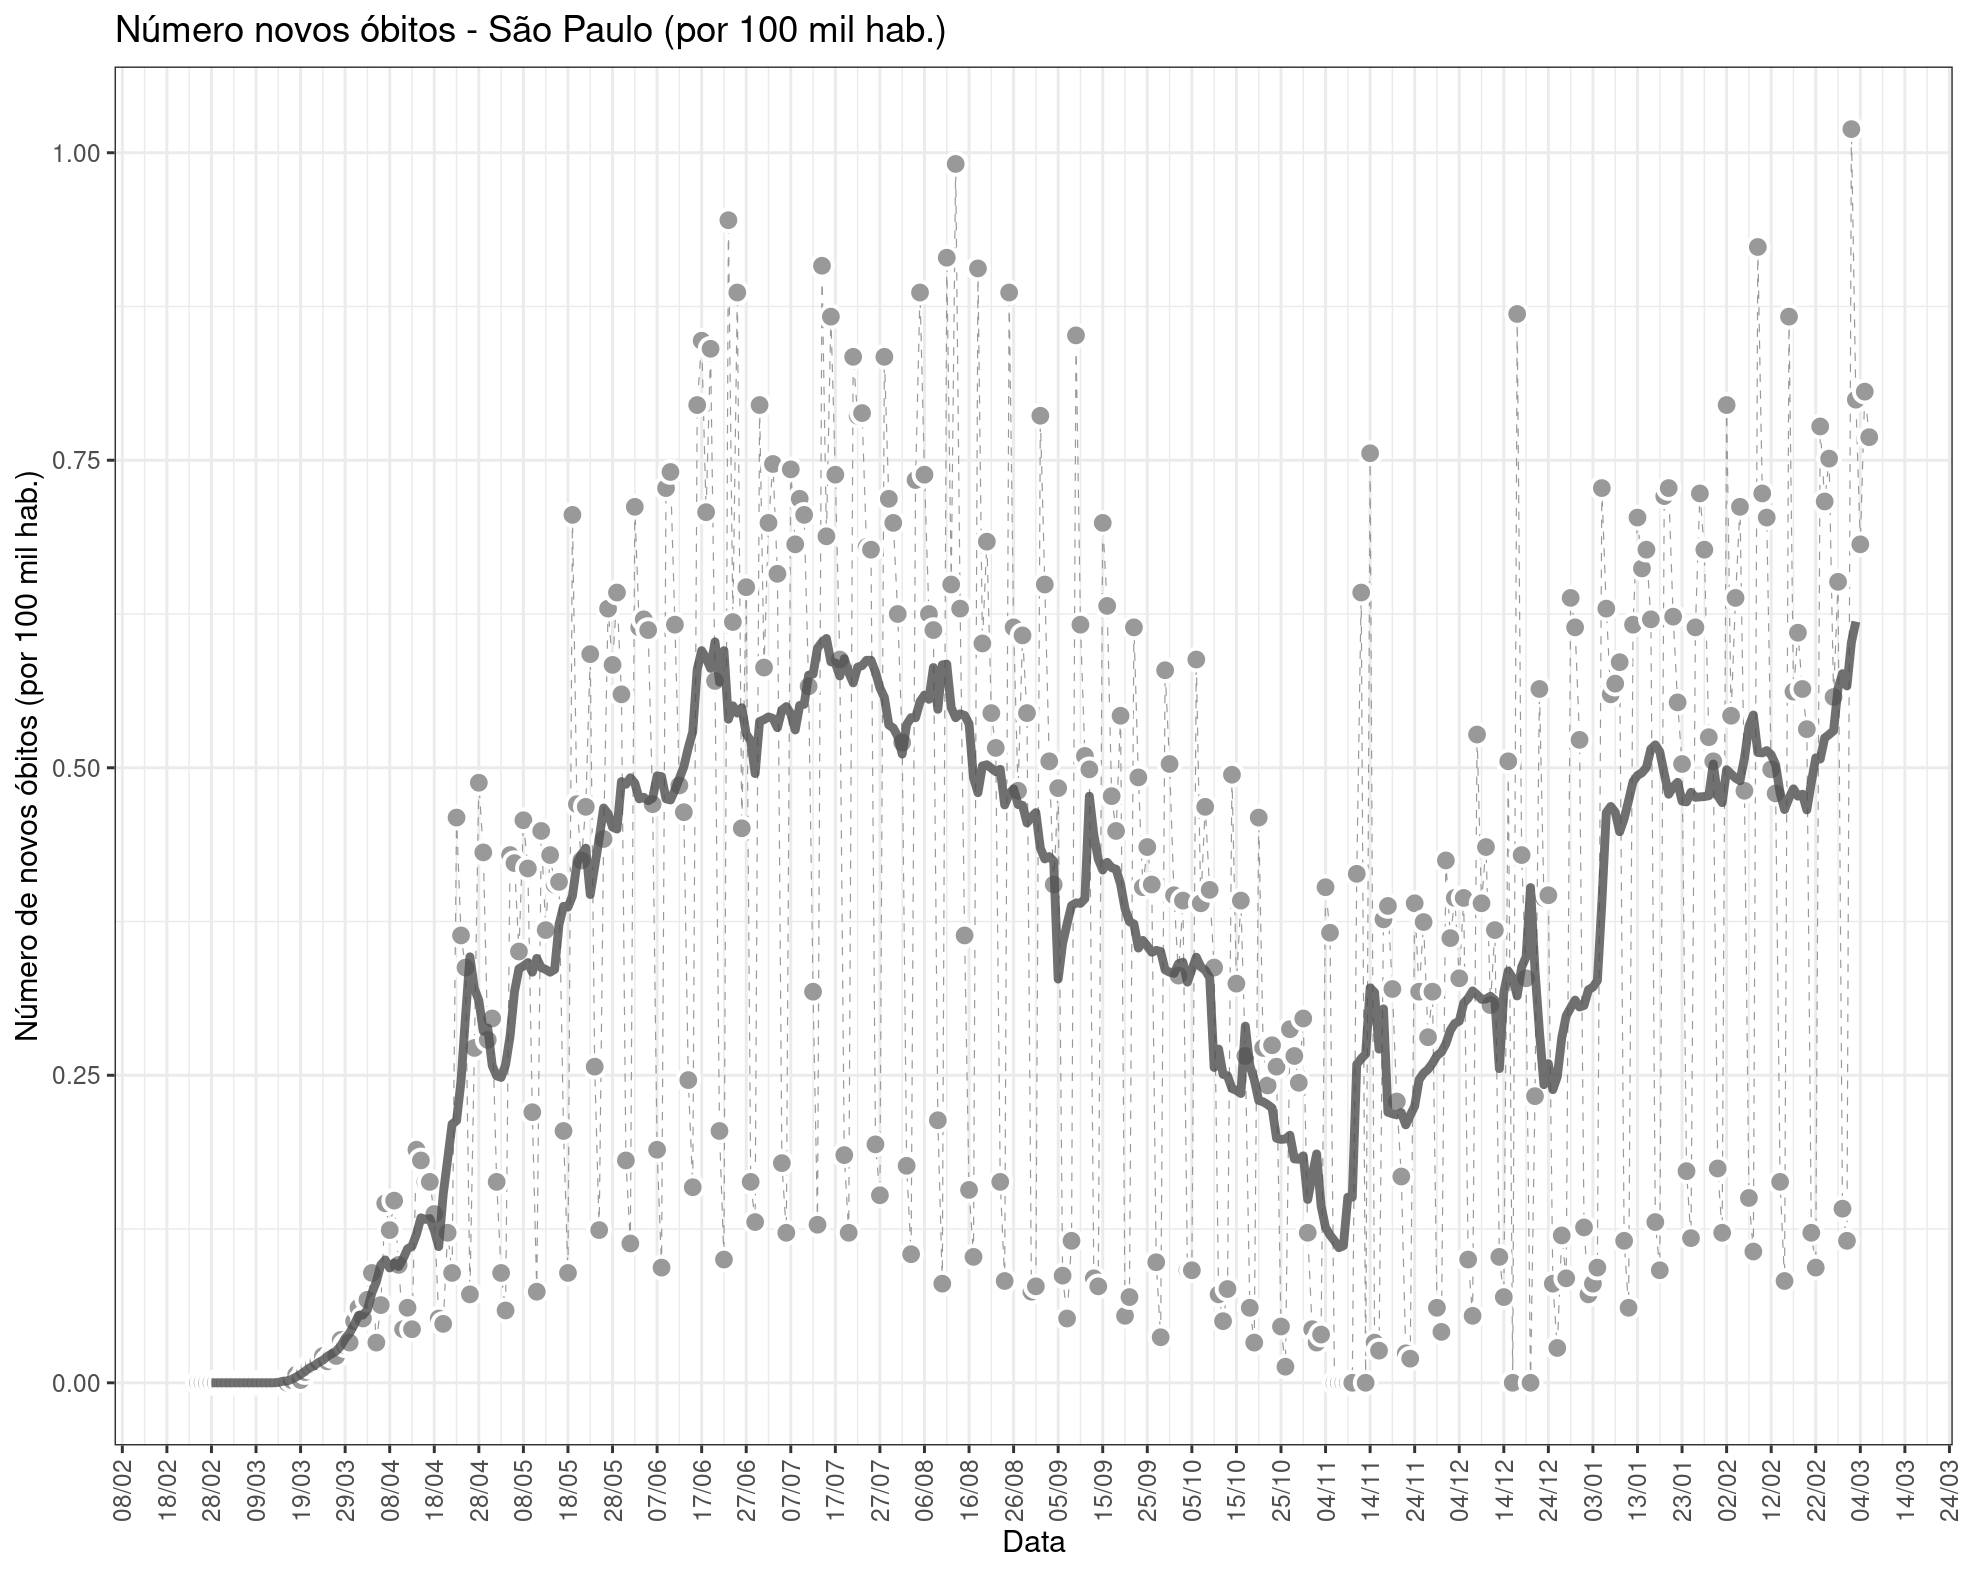 Número novos óbitos - São Paulo (por 100 mil hab.)
Número de novos óbitos (por 100 mil hab.)
1.00
0.75
0.50
0.25
0.00
08/02 18/02 28/02 09/03 19/03 29/03 08/04 18/04 28/04 08/05 18/05 28/05 07/06 17/06 27/06 07/07 17/07 27/07 06/08 16/08 26/08 05/09 15/09 25/09 05/10 15/10 25/10 04/11 14/11 24/11 04/12 14/12 24/12 03/01 13/01 23/01 02/02 12/02 22/02 04/03 14/03 24/03
Data